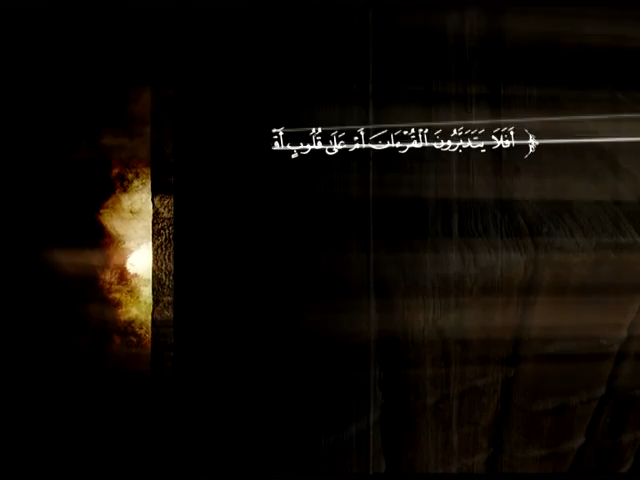 ﴿ أَفَلَا يَتَدَبَّرُونَ ٱلْقُرْءَانَ أَمْ عَلَىٰ قُلُوبٍ